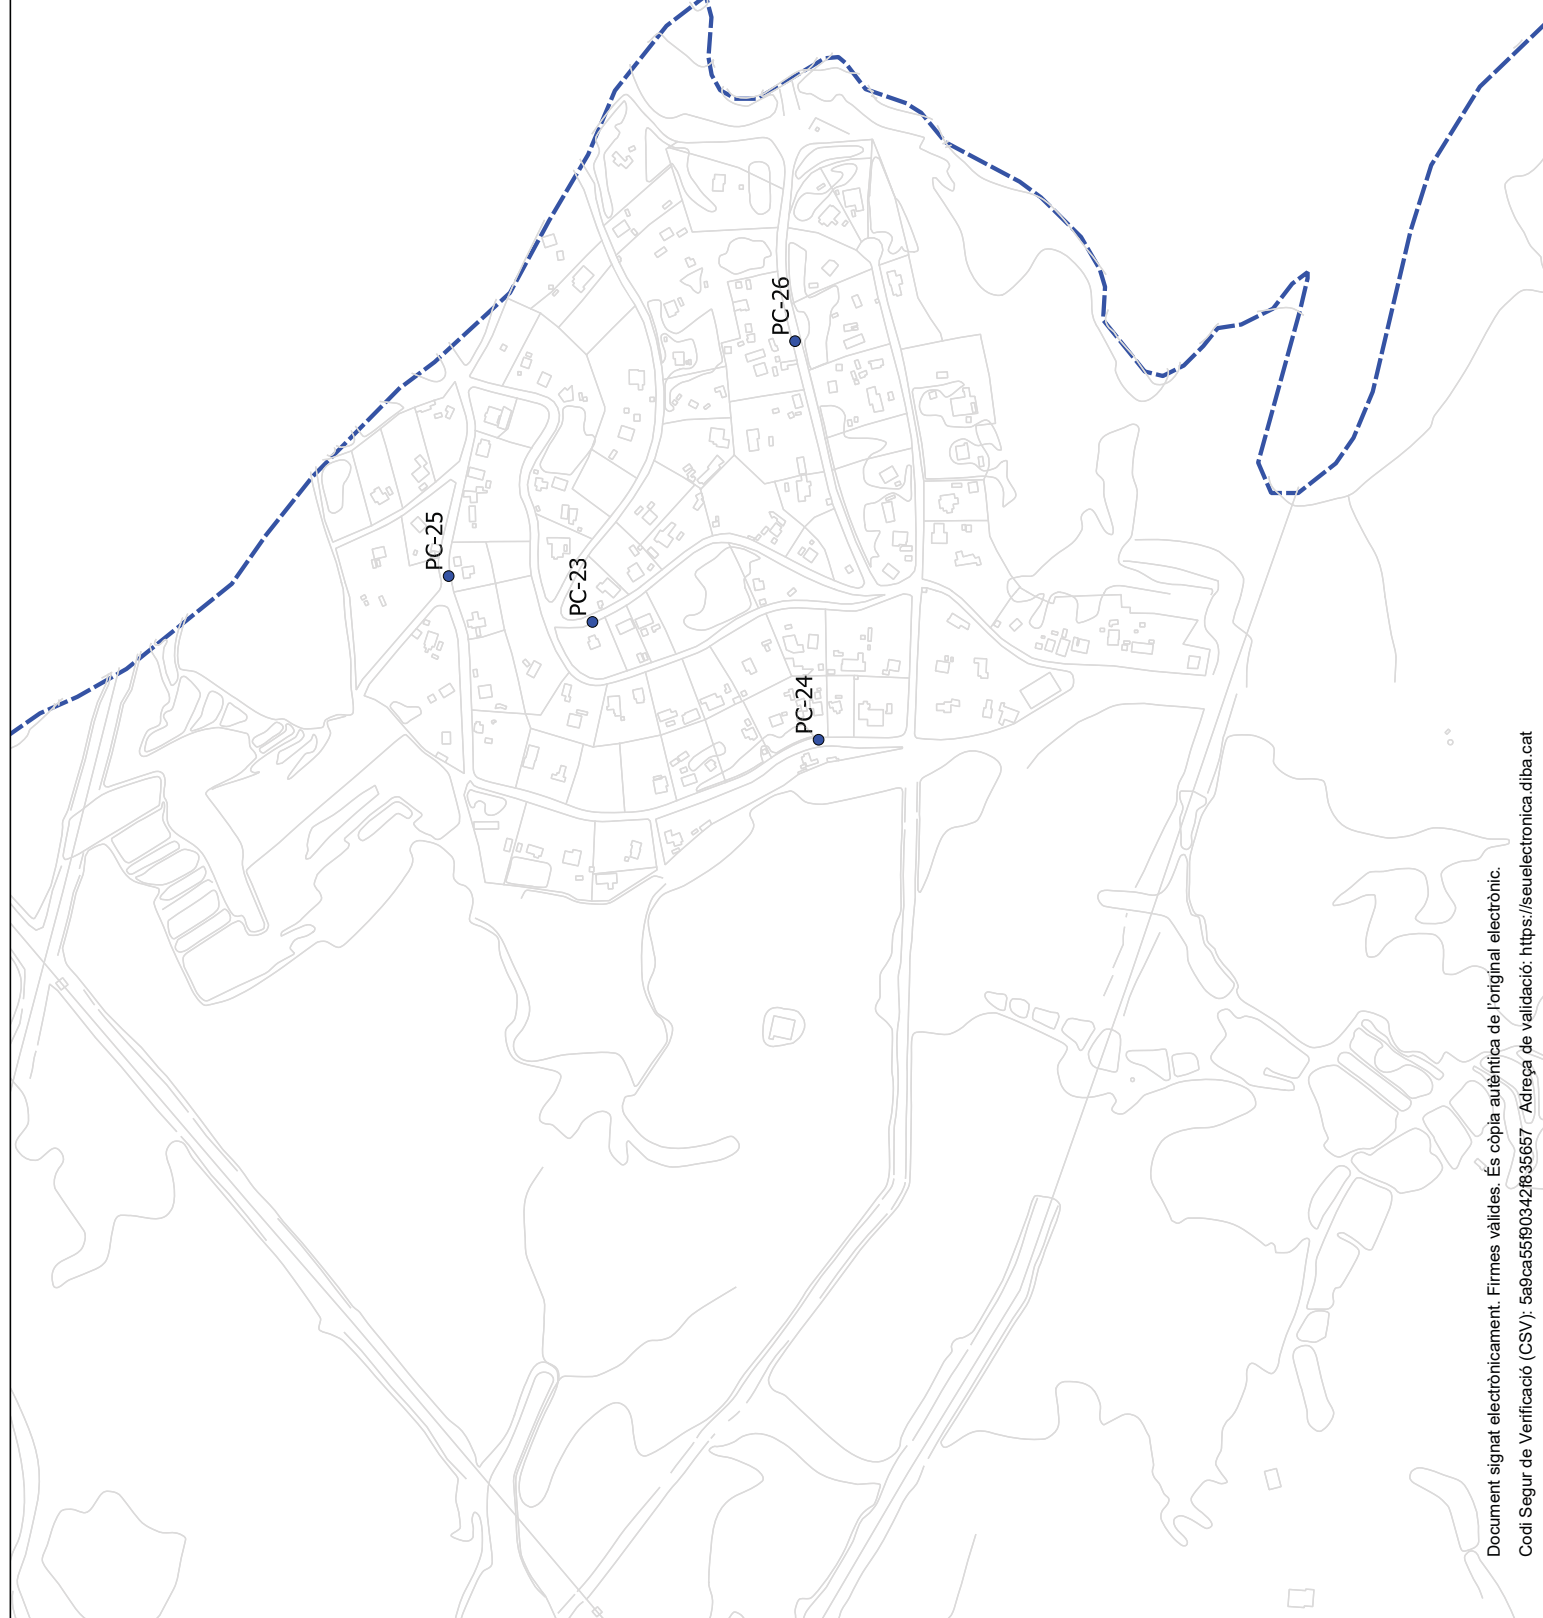 PC-25
PC-23
PC-24
PC-26
Document signat electrònicament. Firmes vàlides. És còpia autèntica de l'original electrònic.
Codi Segur de Verificació (CSV): 5a9ca55f90342f835657 Adreça de validació: https://seuelectronica.diba.cat